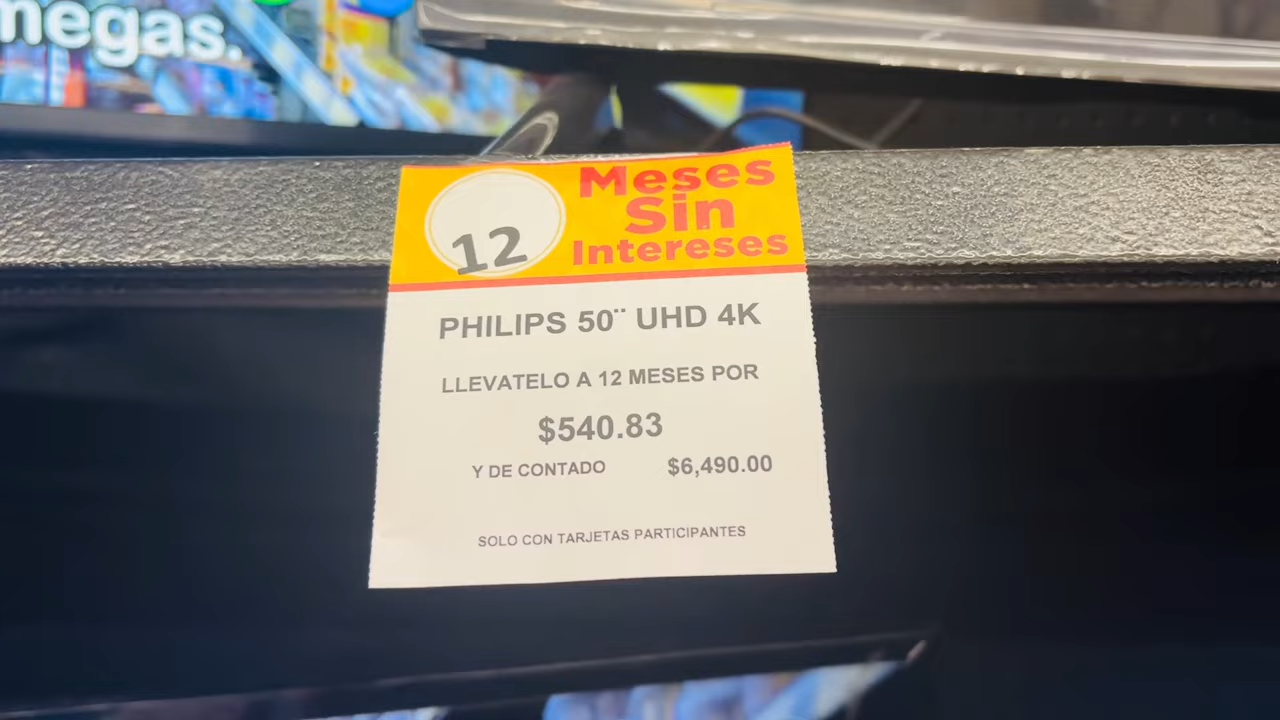 megas.
12
Meses
Sin
Intereses
PHILIPS 50¨ UHD 4K
LLEVATELO A 12 MESES POR
$540.83
Y DE CONTADO $6,490.00
SOLO CON TARJETAS PARTICIPANTES